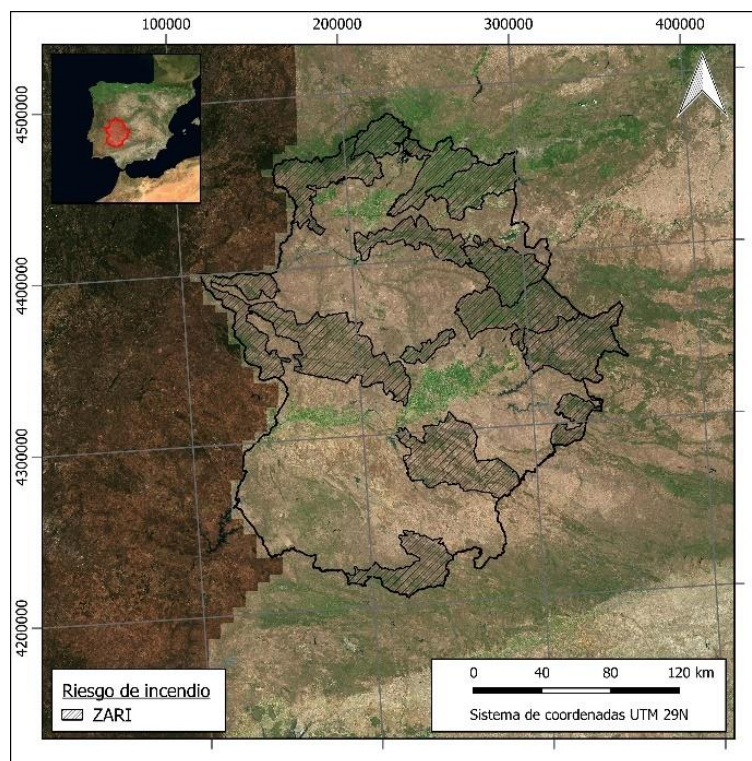 100000 200000 300000 400000
4500000
4400000
4300000
4200000
Riesgo de incendio
ZARI
0 40 80 120 km
Sistema de coordenadas UTM 29N